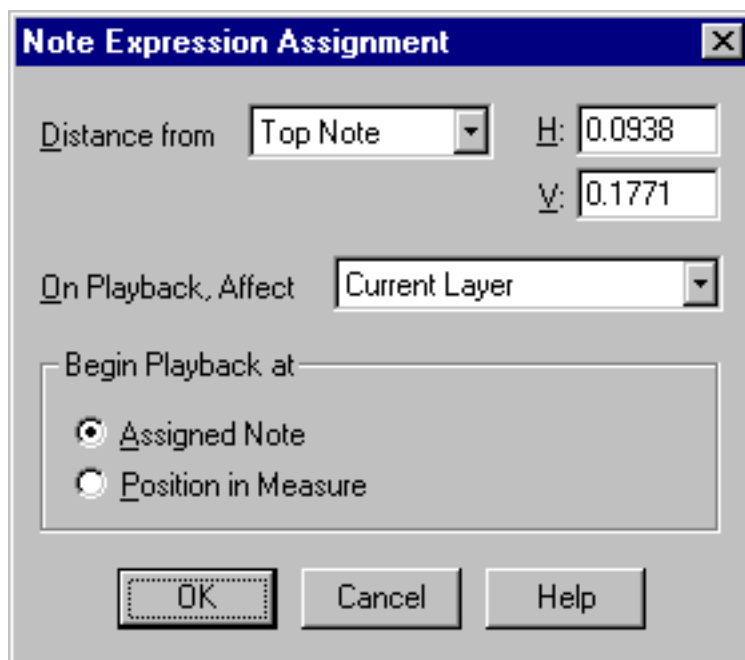 Note Expression Assignment
Distance from Top Note H: 0.0938
V: 0.1771
On Playback, Affect Current Layer
Begin Playback at
Assigned Note
Position in Measure
OK Cancel Help